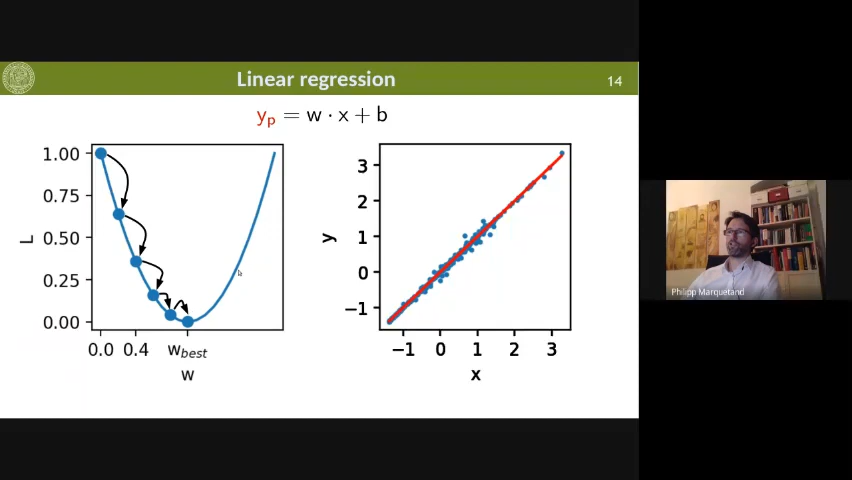 Linear regression
14
yₚ = w · x + b
1.00
0.75
0.50
0.25
0.00
L
0.0 0.4 w_best
w
3
2
1
0
−1
y
−1 0 1 2 3
x
Philipp Marquetand